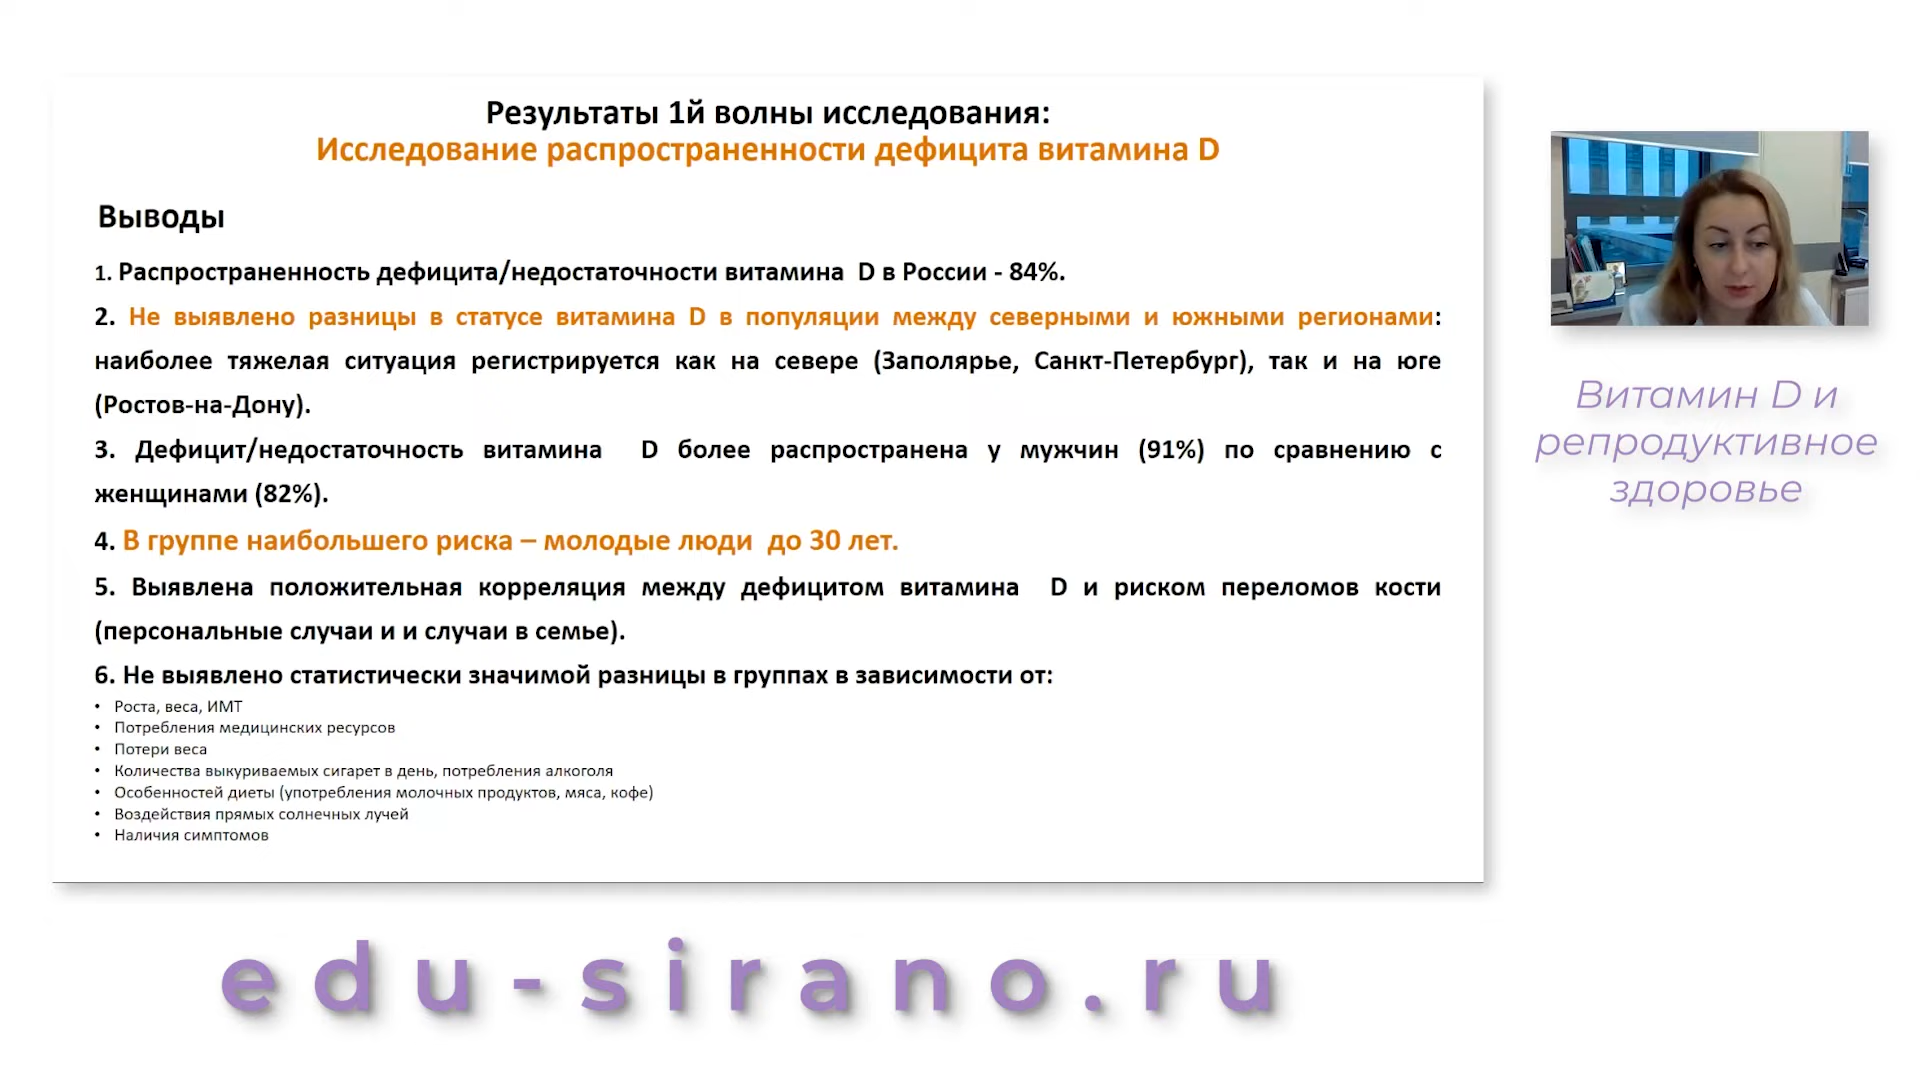 Результаты 1й волны исследования:
Исследование распространенности дефицита витамина D
Выводы
1. Распространенность дефицита/недостаточности витамина D в России - 84%.
2. Не выявлено разницы в статусе витамина D в популяции между северными и южными регионами:
наиболее тяжелая ситуация регистрируется как на севере (Заполярье, Санкт-Петербург), так и на юге
(Ростов-на-Дону).
3. Дефицит/недостаточность витамина D более распространена у мужчин (91%) по сравнению с
женщинами (82%).
4. В группе наибольшего риска – молодые люди до 30 лет.
5. Выявлена положительная корреляция между дефицитом витамина D и риском переломов кости
(персональные случаи и и случаи в семье).
6. Не выявлено статистически значимой разницы в группах в зависимости от:
• Роста, веса, ИМТ
• Потребления медицинских ресурсов
• Потери веса
• Количества выкуриваемых сигарет в день, потребления алкоголя
• Особенностей диеты (употребления молочных продуктов, мяса, кофе)
• Воздействия прямых солнечных лучей
• Наличия симптомов
Витамин D и
репродуктивное
здоровье
edu-sirano.ru